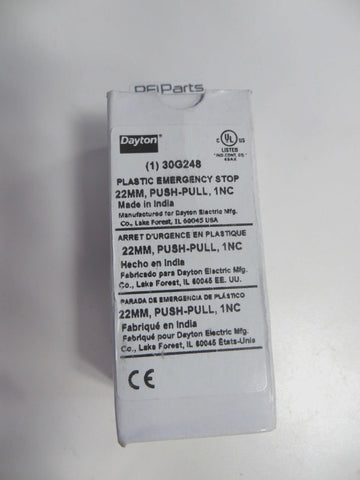 PFiParts
Dayton
C UL US
LISTED
"IND.CONT. EQ."
(1) 30G248
PLASTIC EMERGENCY STOP
22MM, PUSH-PULL, 1NC
Made in India
Manufactured for Dayton Electric Mfg.
Co., Lake Forest, IL 60045 USA
ARRET D'URGENCE EN PLASTIQUE
22MM, PUSH-PULL, 1NC
Hecho en India
Fabricado para Dayton Electric Mfg.
Co., Lake Forest, IL 60045 EE. UU.
PARADA DE EMERGENCIA DE PLÁSTICO
22MM, PUSH-PULL, 1NC
Fabriqué en India
Fabriqué pour Dayton Electric Mfg.
Co., Lake Forest, IL 60045 États-Unis
CE